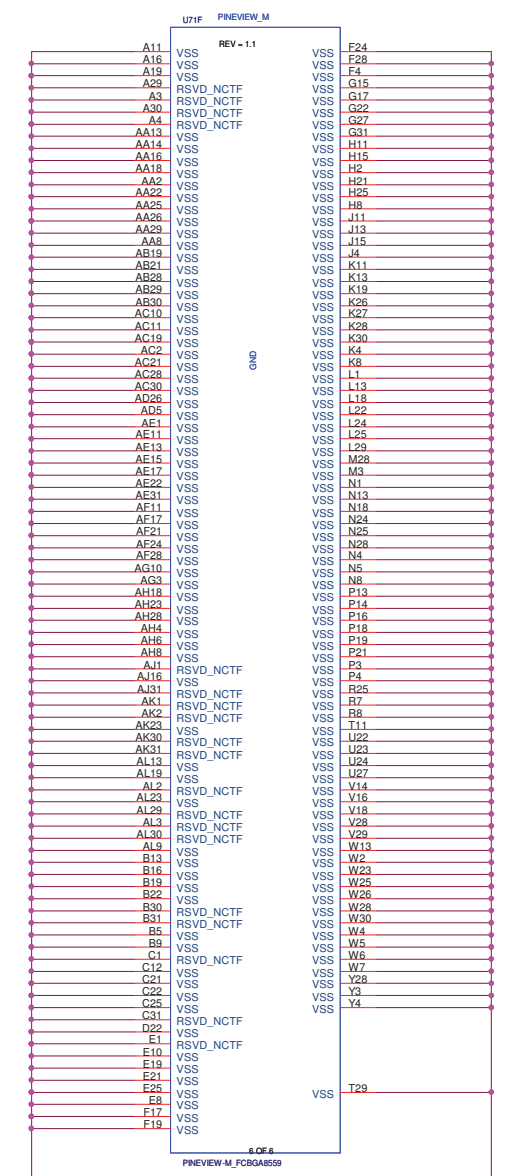 U71F PINEVIEW_M
REV = 1.1
A11 VSS VSS F24
A16 VSS VSS F28
A19 VSS VSS F4
A29 RSVD_NCTF VSS G15
A3 RSVD_NCTF VSS G17
A30 RSVD_NCTF VSS G22
A4 RSVD_NCTF VSS G27
AA13 VSS VSS G31
AA14 VSS VSS H11
AA16 VSS VSS H15
AA18 VSS VSS H2
AA2 VSS VSS H21
AA22 VSS VSS H25
AA25 VSS VSS H8
AA26 VSS VSS J11
AA29 VSS VSS J13
AA8 VSS VSS J15
AB19 VSS VSS J4
AB21 VSS VSS K11
AB28 VSS VSS K13
AB29 VSS VSS K19
AB30 VSS VSS K26
AC10 VSS VSS K27
AC11 VSS VSS K28
AC19 VSS VSS K30
AC2 VSS VSS K4
GND
AC21 VSS VSS K8
AC28 VSS VSS L1
AC30 VSS VSS L13
AD26 VSS VSS L18
AD5 VSS VSS L22
AE1 VSS VSS L24
AE11 VSS VSS L25
AE13 VSS VSS L29
AE15 VSS VSS M28
AE17 VSS VSS M3
AE22 VSS VSS N1
AE31 VSS VSS N13
AF11 VSS VSS N18
AF17 VSS VSS N24
AF21 VSS VSS N25
AF24 VSS VSS N28
AF28 VSS VSS N4
AG10 VSS VSS N5
AG3 VSS VSS N8
AH18 VSS VSS P13
AH23 VSS VSS P14
AH28 VSS VSS P16
AH4 VSS VSS P18
AH6 VSS VSS P19
AH8 VSS VSS P21
AJ1 RSVD_NCTF VSS P3
AJ16 VSS VSS P4
AJ31 RSVD_NCTF VSS R25
AK1 RSVD_NCTF VSS R7
AK2 RSVD_NCTF VSS R8
AK23 VSS VSS T11
AK30 RSVD_NCTF VSS U22
AK31 RSVD_NCTF VSS U23
AL13 VSS VSS U24
AL19 VSS VSS U27
AL2 RSVD_NCTF VSS V14
AL23 VSS VSS V16
AL29 RSVD_NCTF VSS V18
AL3 RSVD_NCTF VSS V28
AL30 RSVD_NCTF VSS V29
AL9 VSS VSS W13
B13 VSS VSS W2
B16 VSS VSS W23
B19 VSS VSS W25
B22 VSS VSS W26
B30 RSVD_NCTF VSS W28
B31 RSVD_NCTF VSS W30
B5 VSS VSS W4
B9 VSS VSS W5
C1 RSVD_NCTF VSS W6
C12 VSS VSS W7
C21 VSS VSS Y28
C22 VSS VSS Y3
C25 VSS VSS Y4
C31 RSVD_NCTF
D22 VSS
E1 RSVD_NCTF
E10 VSS
E19 VSS
E21 VSS
E25 VSS VSS T29
E8 VSS
F17 VSS
F19 VSS
6 OF 6
PINEVIEW-M_FCBGA8559